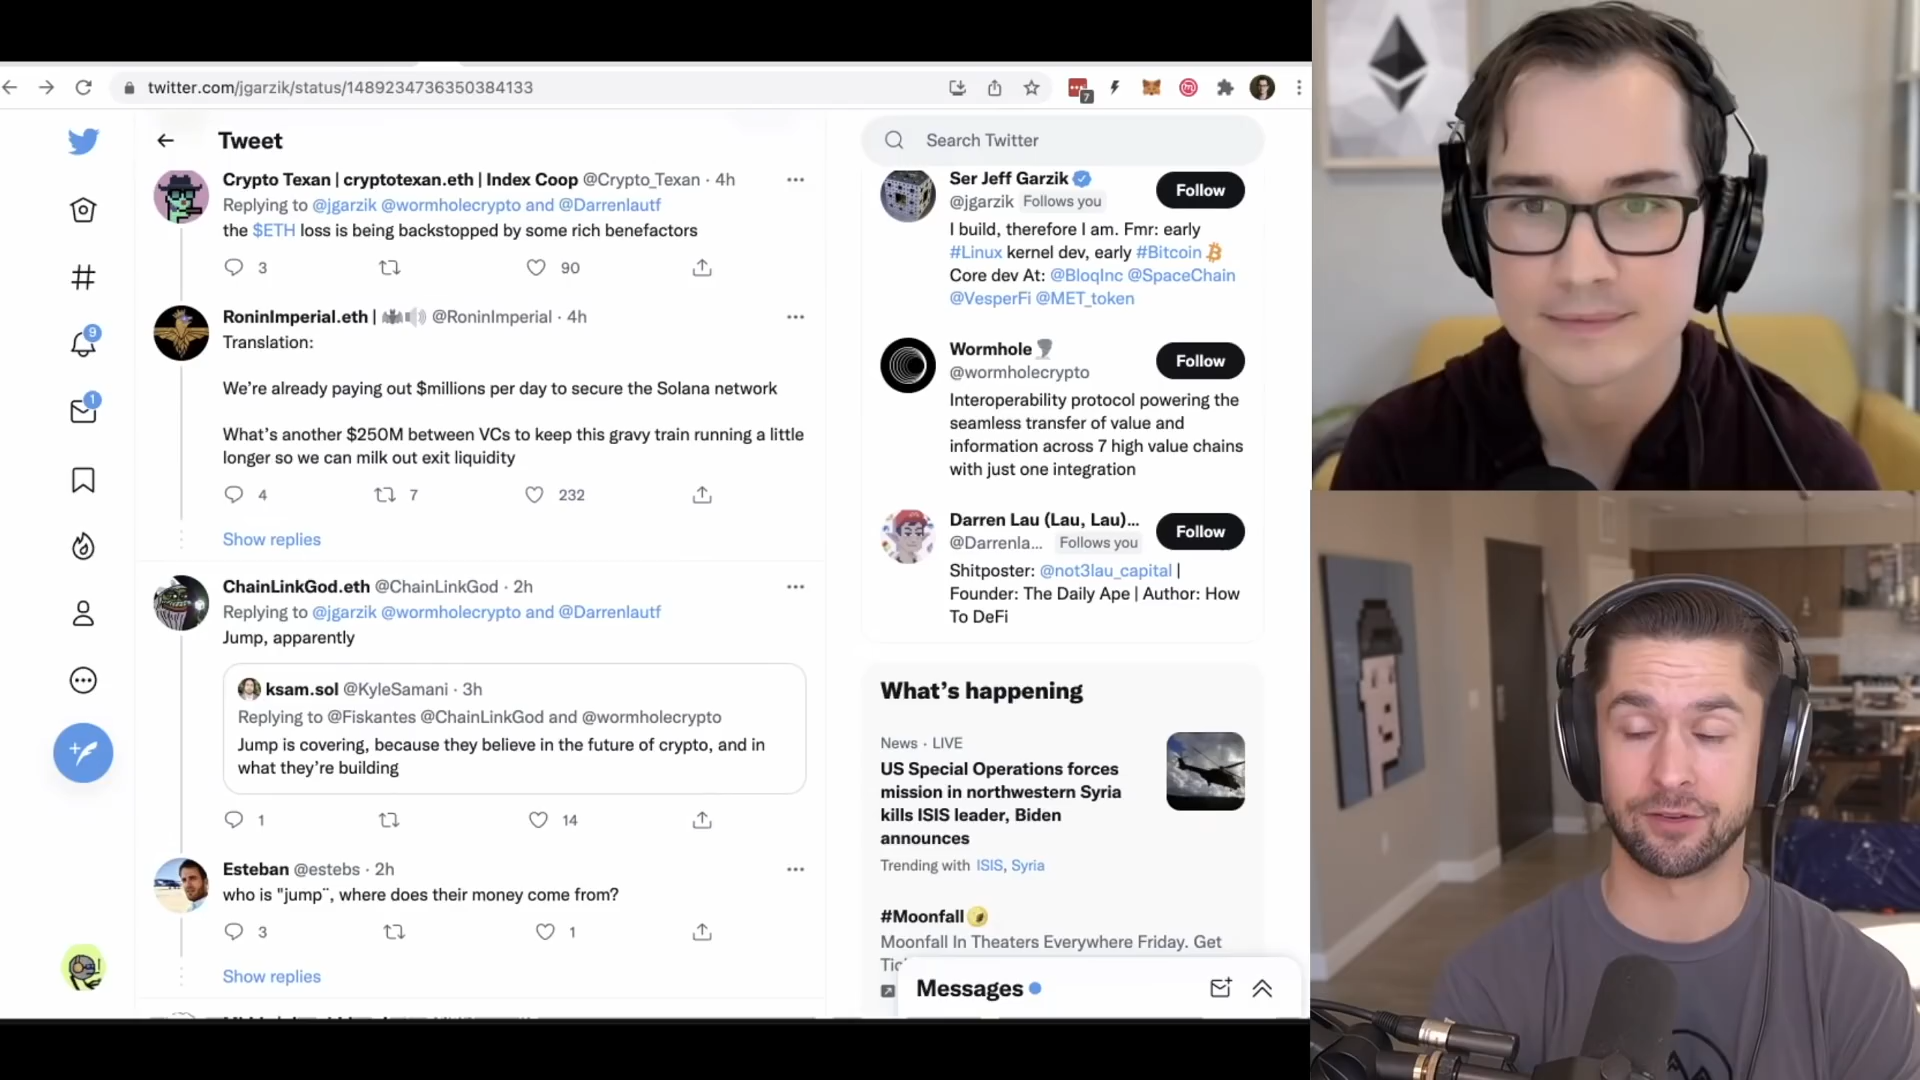 twitter.com/jgarzik/status/1489234736350384133
7
Tweet
Search Twitter
Crypto Texan | cryptotexan.eth | Index Coop @Crypto_Texan · 4h
Replying to @jgarzik @wormholecrypto and @Darrenlautf
the $ETH loss is being backstopped by some rich benefactors
3
90
RoninImperial.eth | 🦇🔊 @RoninImperial · 4h
Translation:
We're already paying out $millions per day to secure the Solana network
What's another $250M between VCs to keep this gravy train running a little
longer so we can milk out exit liquidity
4
7
232
Show replies
ChainLinkGod.eth @ChainLinkGod · 2h
Replying to @jgarzik @wormholecrypto and @Darrenlautf
Jump, apparently
ksam.sol @KyleSamani · 3h
Replying to @Fiskantes @ChainLinkGod and @wormholecrypto
Jump is covering, because they believe in the future of crypto, and in
what they're building
1
14
Esteban @estebs · 2h
who is "jump¨, where does their money come from?
3
1
Show replies
9
1
Ser Jeff Garzik
@jgarzik Follows you
Follow
I build, therefore I am. Fmr: early
#Linux kernel dev, early #Bitcoin
Core dev At: @BloqInc @SpaceChain
@VesperFi @MET_token
Wormhole🌪
@wormholecrypto
Follow
Interoperability protocol powering the
seamless transfer of value and
information across 7 high value chains
with just one integration
Darren Lau (Lau, Lau)...
@Darrenla... Follows you
Follow
Shitposter: @not3lau_capital |
Founder: The Daily Ape | Author: How
To DeFi
What's happening
News · LIVE
US Special Operations forces
mission in northwestern Syria
kills ISIS leader, Biden
announces
Trending with ISIS, Syria
#Moonfall
Moonfall In Theaters Everywhere Friday. Get
Messages